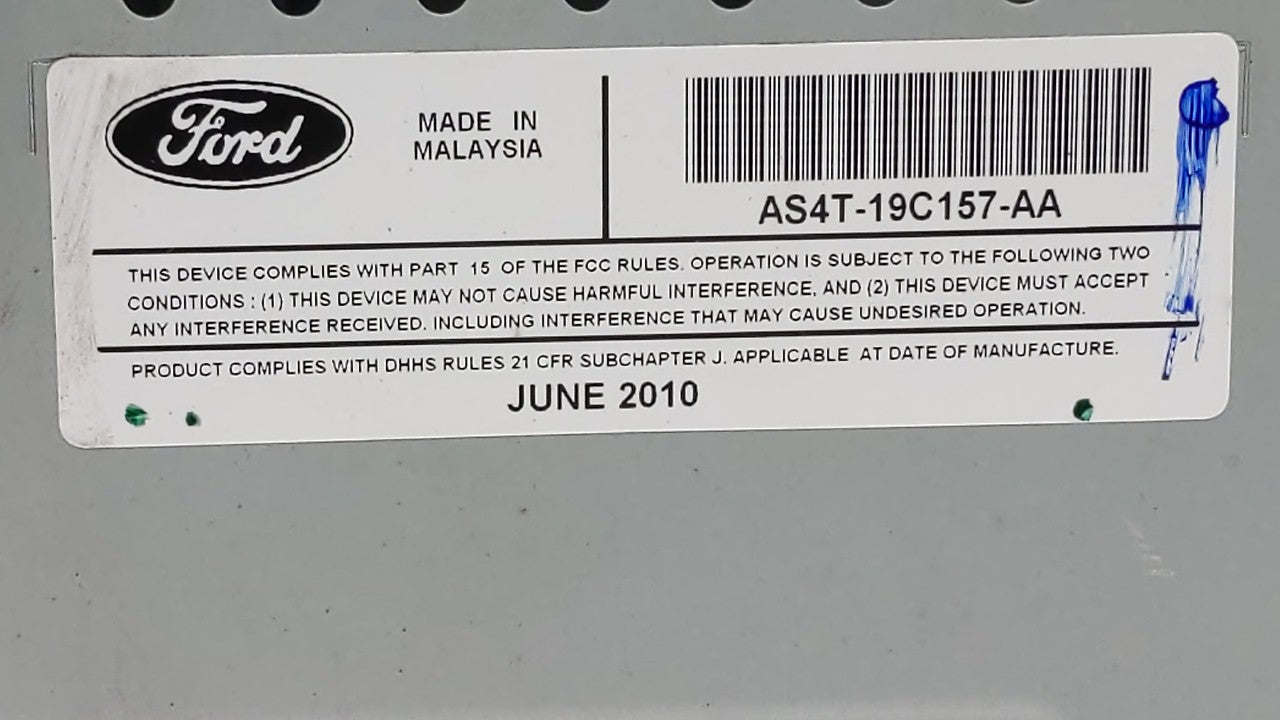 Ford
MADE IN
MALAYSIA
AS4T-19C157-AA
THIS DEVICE COMPLIES WITH PART 15 OF THE FCC RULES. OPERATION IS SUBJECT TO THE FOLLOWING TWO
CONDITIONS : (1) THIS DEVICE MAY NOT CAUSE HARMFUL INTERFERENCE, AND (2) THIS DEVICE MUST ACCEPT
ANY INTERFERENCE RECEIVED. INCLUDING INTERFERENCE THAT MAY CAUSE UNDESIRED OPERATION.
PRODUCT COMPLIES WITH DHHS RULES 21 CFR SUBCHAPTER J. APPLICABLE AT DATE OF MANUFACTURE.
JUNE 2010